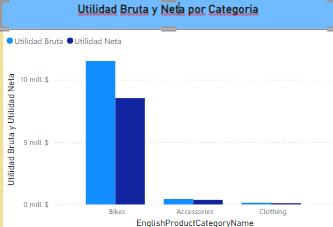 Utilidad Bruta y Neta por Categoria
Utilidad Bruta Utilidad Neta
Utilidad Bruta y Utilidad Neta
10 mill. $
5 mill. $
0 mill. $
Bikes Accessories Clothing
EnglishProductCategoryName